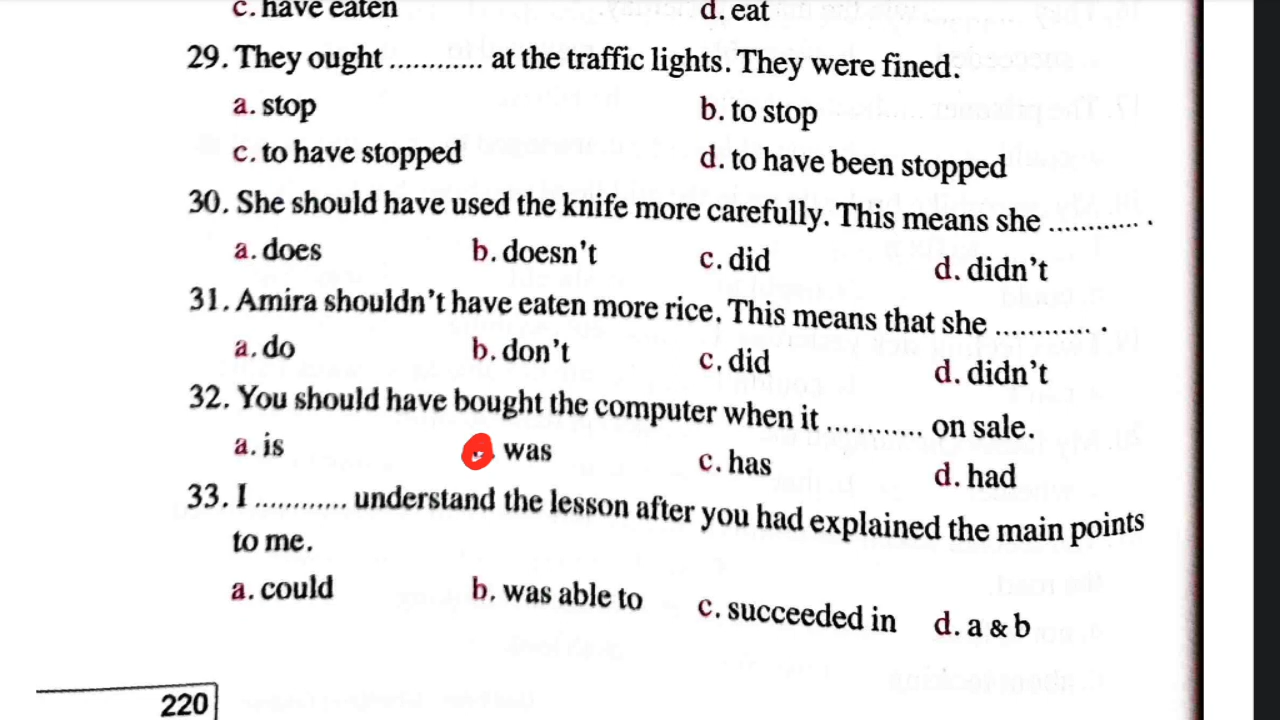 c. have eaten d. eat
29. They ought ............ at the traffic lights. They were fined.
a. stop b. to stop
c. to have stopped d. to have been stopped
30. She should have used the knife more carefully. This means she ............ .
a. does b. doesn't c. did d. didn't
31. Amira shouldn't have eaten more rice. This means that she ............ .
a. do b. don't c. did d. didn't
32. You should have bought the computer when it ............ on sale.
a. is was c. has d. had
33. I ............ understand the lesson after you had explained the main points
to me.
a. could b. was able to c. succeeded in d. a & b
220